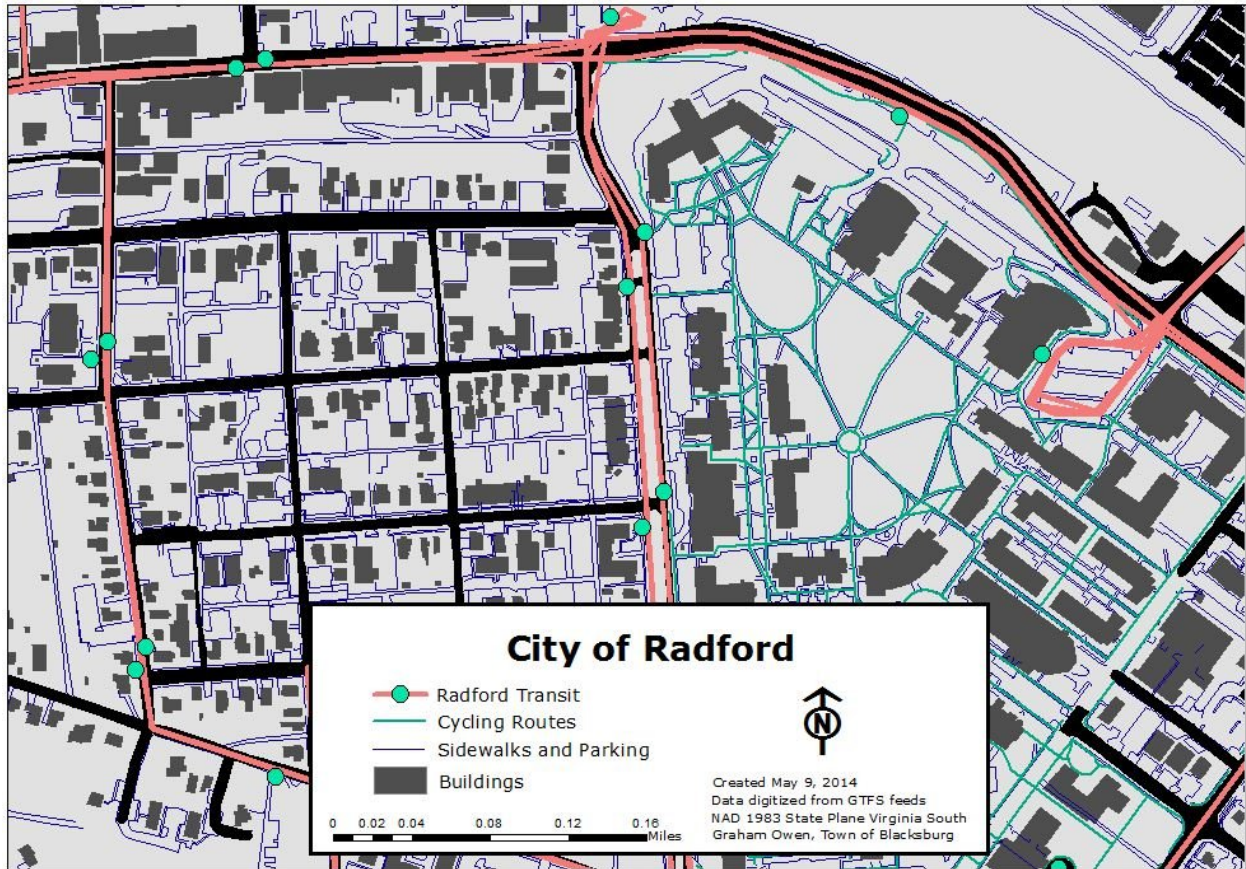 City of Radford
Radford Transit
Cycling Routes
Sidewalks and Parking
Buildings
N
Created May 9, 2014
Data digitized from GTFS feeds
NAD 1983 State Plane Virginia South
Graham Owen, Town of Blacksburg
0 0.02 0.04 0.08 0.12 0.16 Miles